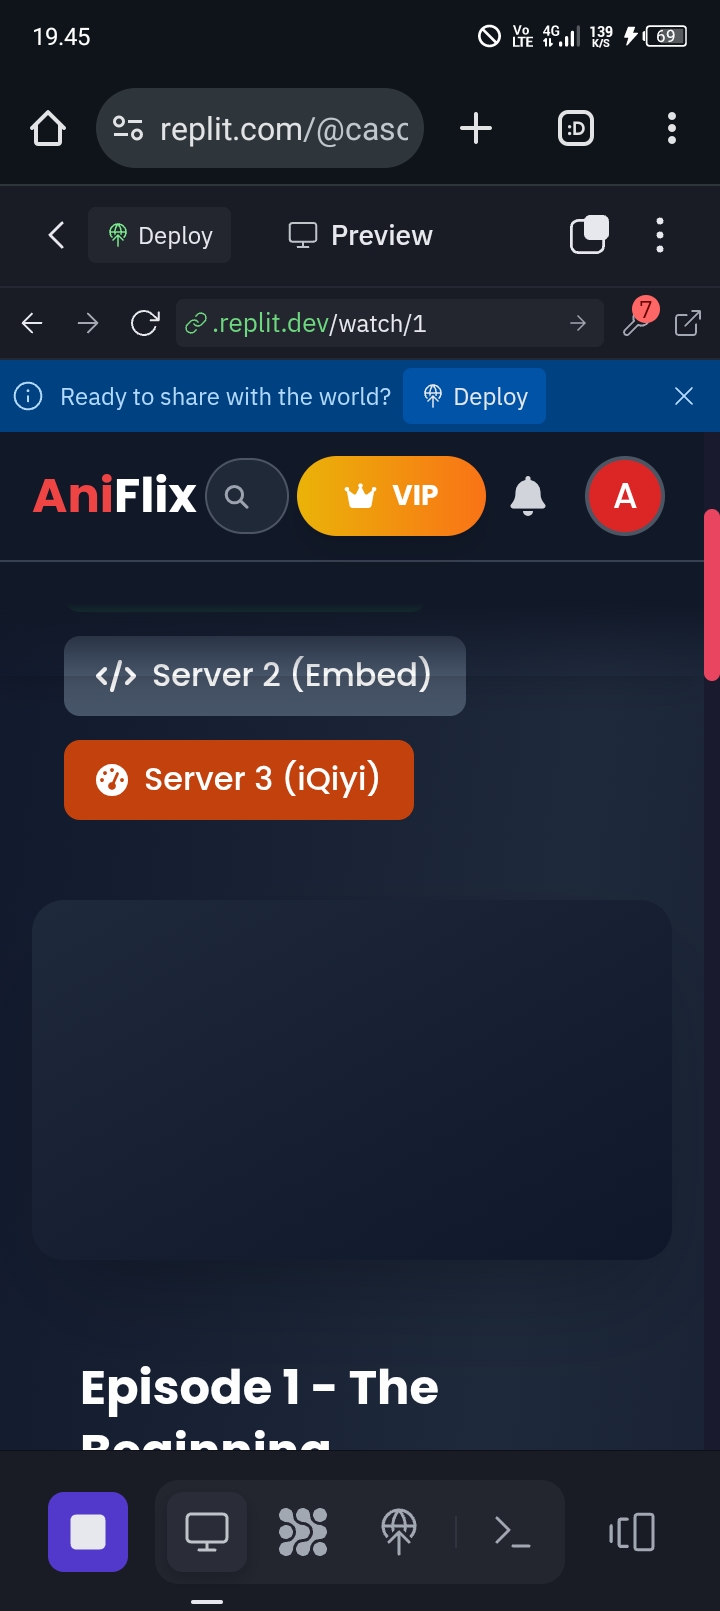 19.45
Vo
LTE
4G
139
K/S
69
replit.com/@casc
:D
Deploy
Preview
.replit.dev/watch/1
7
Ready to share with the world?
Deploy
AniFlix
VIP
A
</> Server 2 (Embed)
Server 3 (iQiyi)
Episode 1 - The
Beginning